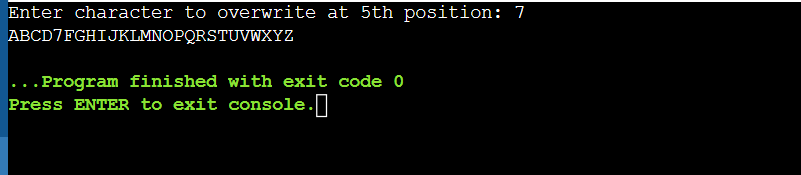 Enter character to overwrite at 5th position: 7
ABCD7FGHIJKLMNOPQRSTUVWXYZ
...Program finished with exit code 0
Press ENTER to exit console.